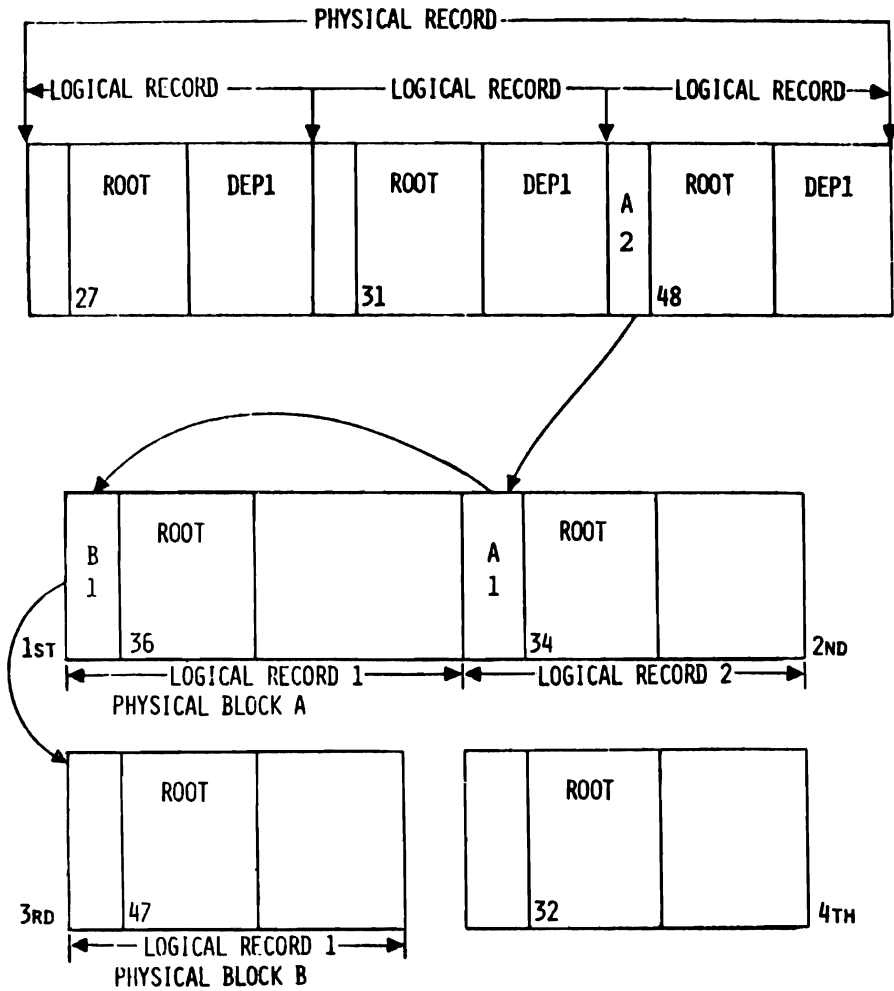 PHYSICAL RECORD
LOGICAL RECORD LOGICAL RECORD LOGICAL RECORD
ROOT DEP1 ROOT DEP1 A 2 ROOT DEP1
27 31 48
B 1 ROOT A 1 ROOT
1ST 36 34 2ND
LOGICAL RECORD 1 LOGICAL RECORD 2
PHYSICAL BLOCK A
ROOT ROOT
3RD 47 32 4TH
LOGICAL RECORD 1
PHYSICAL BLOCK B